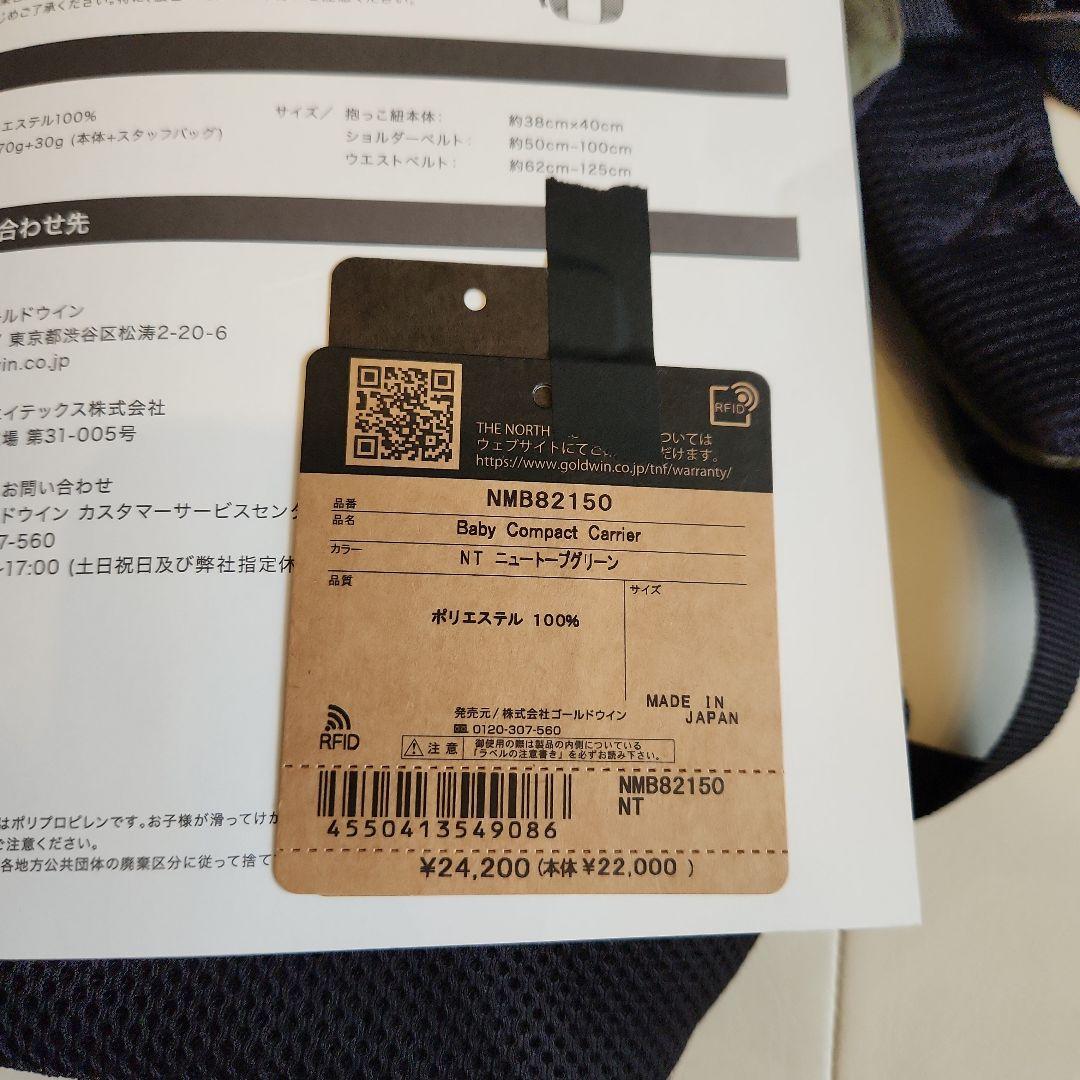 じめご了承ください。
エステル100%
70g+30g (本体+スタッフバッグ)
サイズ/ 抱っこ紐本体: 約38cm×40cm
ショルダーベルト: 約50cm-100cm
ウエストベルト: 約62cm-125cm
合わせ先
ールドウイン
東京都渋谷区松涛2-20-6
win.co.jp
エイテックス株式会社
場 第31-005号
お問い合わせ
ドウイン カスタマーサービスセン
7-560
-17:00 (土日祝日及び弊社指定休
はポリプロピレンです。お子様が滑ってけが
ご注意ください。
各地方公共団体の廃棄区分に従って捨て
RFID
THE NORTH
ついては
ウェブサイトにてご
だけます。
https://www.goldwin.co.jp/tnf/warranty/
品番 NMB82150
品名 Baby Compact Carrier
カラー NT ニュートープグリーン
品質
サイズ
ポリエステル 100%
MADE IN
JAPAN
RFID
発売元/株式会社ゴールドウイン
0120-307-560
注意 御使用の際は製品の内側についている
「ラベルの注意書き」を必ずお読み下さい。
NMB82150
NT
4550413549086
¥24,200(本体¥22,000 )